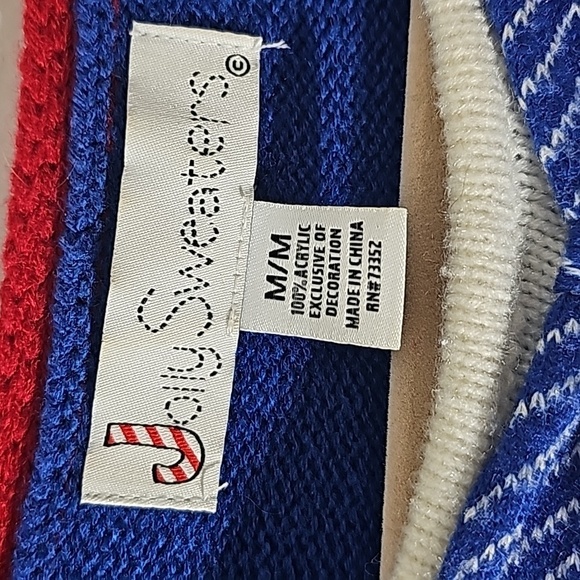 Jolly Sweaters ©
M/M
100% ACRYLIC
EXCLUSIVE OF
DECORATION
MADE IN CHINA
RN#73352